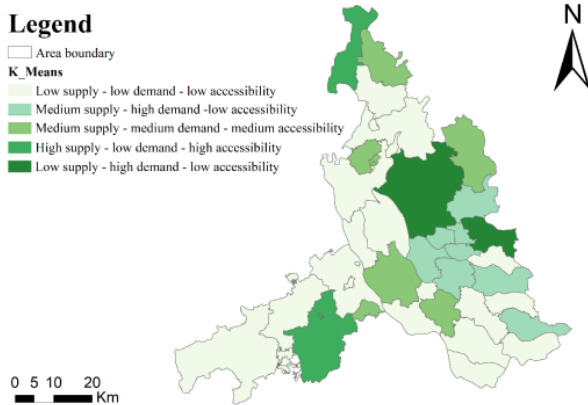 Legend
Area boundary
K_Means
Low supply - low demand - low accessibility
Medium supply - high demand -low accessibility
Medium supply - medium demand - medium accessibility
High supply - low demand - high accessibility
Low supply - high demand - low accessibility
N
0 5 10 20
Km